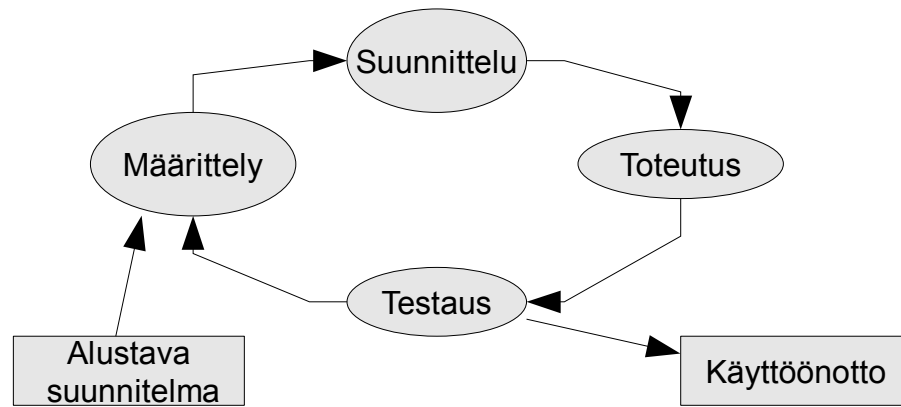 Suunnittelu
Määrittely
Toteutus
Testaus
Alustava
suunnitelma
Käyttöönotto